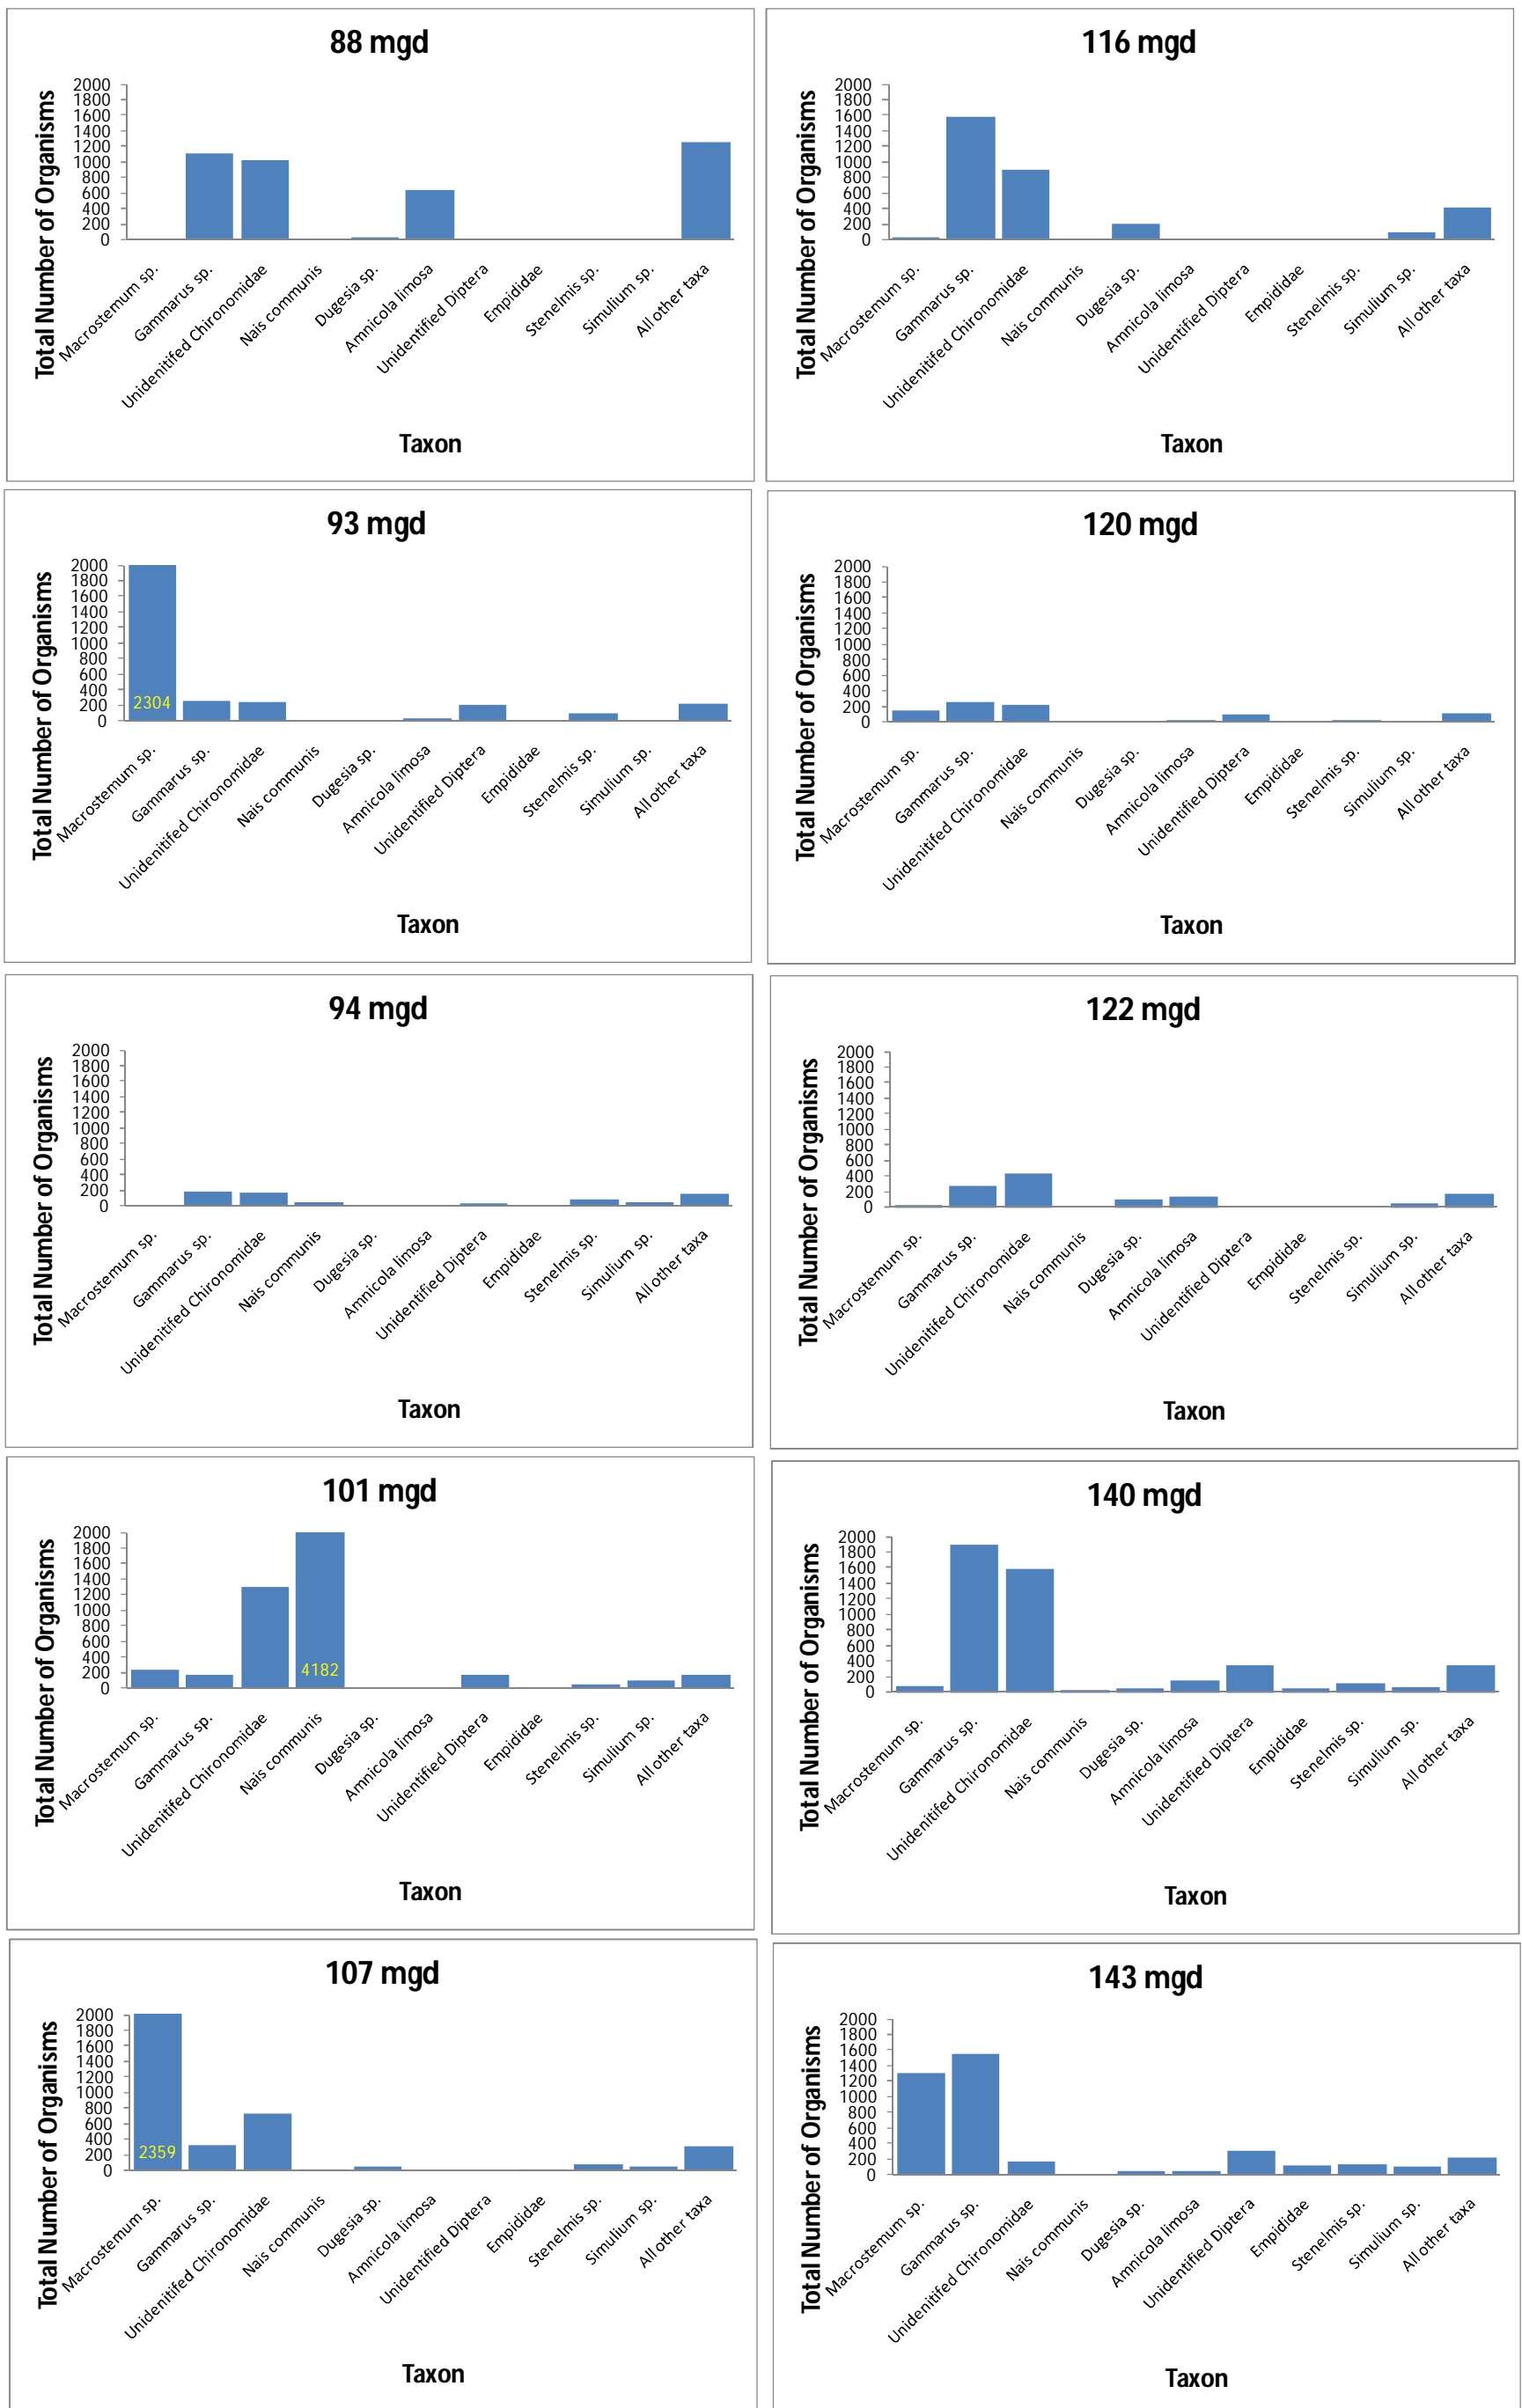 88 mgd
Total Number of Organisms
2000
1800
1600
1400
1200
1000
800
600
400
200
0
Macrostemum sp.
Gammarus sp.
Unidenitifed Chironomidae
Nais communis
Dugesia sp.
Amnicola limosa
Unidentified Diptera
Empididae
Stenelmis sp.
Simulium sp.
All other taxa
Taxon
116 mgd
Total Number of Organisms
2000
1800
1600
1400
1200
1000
800
600
400
200
0
Macrostemum sp.
Gammarus sp.
Unidenitifed Chironomidae
Nais communis
Dugesia sp.
Amnicola limosa
Unidentified Diptera
Empididae
Stenelmis sp.
Simulium sp.
All other taxa
Taxon
93 mgd
Total Number of Organisms
2000
1800
1600
1400
1200
1000
800
600
400
200
0
2304
Macrostemum sp.
Gammarus sp.
Unidenitifed Chironomidae
Nais communis
Dugesia sp.
Amnicola limosa
Unidentified Diptera
Empididae
Stenelmis sp.
Simulium sp.
All other taxa
Taxon
120 mgd
Total Number of Organisms
2000
1800
1600
1400
1200
1000
800
600
400
200
0
Macrostemum sp.
Gammarus sp.
Unidenitifed Chironomidae
Nais communis
Dugesia sp.
Amnicola limosa
Unidentified Diptera
Empididae
Stenelmis sp.
Simulium sp.
All other taxa
Taxon
94 mgd
Total Number of Organisms
2000
1800
1600
1400
1200
1000
800
600
400
200
0
Macrostemum sp.
Gammarus sp.
Unidenitifed Chironomidae
Nais communis
Dugesia sp.
Amnicola limosa
Unidentified Diptera
Empididae
Stenelmis sp.
Simulium sp.
All other taxa
Taxon
122 mgd
Total Number of Organisms
2000
1800
1600
1400
1200
1000
800
600
400
200
0
Macrostemum sp.
Gammarus sp.
Unidenitifed Chironomidae
Nais communis
Dugesia sp.
Amnicola limosa
Unidentified Diptera
Empididae
Stenelmis sp.
Simulium sp.
All other taxa
Taxon
101 mgd
Total Number of Organisms
2000
1800
1600
1400
1200
1000
800
600
400
200
0
4182
Macrostemum sp.
Gammarus sp.
Unidenitifed Chironomidae
Nais communis
Dugesia sp.
Amnicola limosa
Unidentified Diptera
Empididae
Stenelmis sp.
Simulium sp.
All other taxa
Taxon
140 mgd
Total Number of Organisms
2000
1800
1600
1400
1200
1000
800
600
400
200
0
Macrostemum sp.
Gammarus sp.
Unidenitifed Chironomidae
Nais communis
Dugesia sp.
Amnicola limosa
Unidentified Diptera
Empididae
Stenelmis sp.
Simulium sp.
All other taxa
Taxon
107 mgd
Total Number of Organisms
2000
1800
1600
1400
1200
1000
800
600
400
200
0
2359
Macrostemum sp.
Gammarus sp.
Unidenitifed Chironomidae
Nais communis
Dugesia sp.
Amnicola limosa
Unidentified Diptera
Empididae
Stenelmis sp.
Simulium sp.
All other taxa
Taxon
143 mgd
Total Number of Organisms
2000
1800
1600
1400
1200
1000
800
600
400
200
0
Macrostemum sp.
Gammarus sp.
Unidenitifed Chironomidae
Nais communis
Dugesia sp.
Amnicola limosa
Unidentified Diptera
Empididae
Stenelmis sp.
Simulium sp.
All other taxa
Taxon